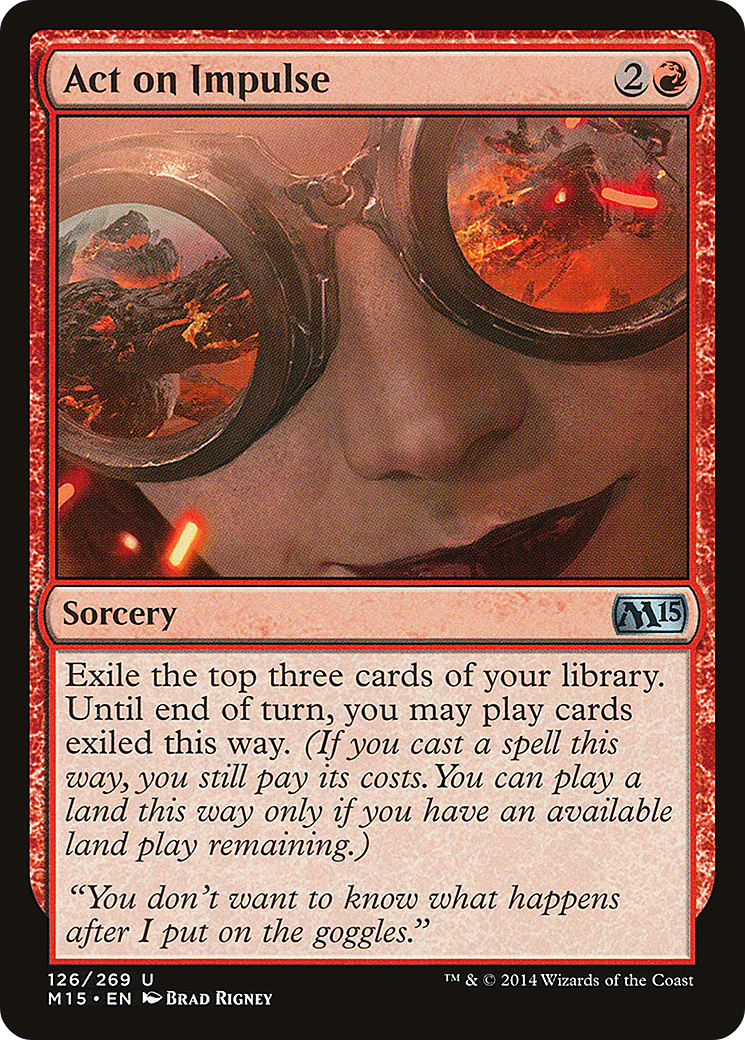 Act on Impulse
2
Sorcery
M15
Exile the top three cards of your library.
Until end of turn, you may play cards
exiled this way. (If you cast a spell this
way, you still pay its costs. You can play a
land this way only if you have an available
land play remaining.)
“You don’t want to know what happens
after I put on the goggles.”
126/269 U
™ & © 2014 Wizards of the Coast
M15 • EN Brad Rigney